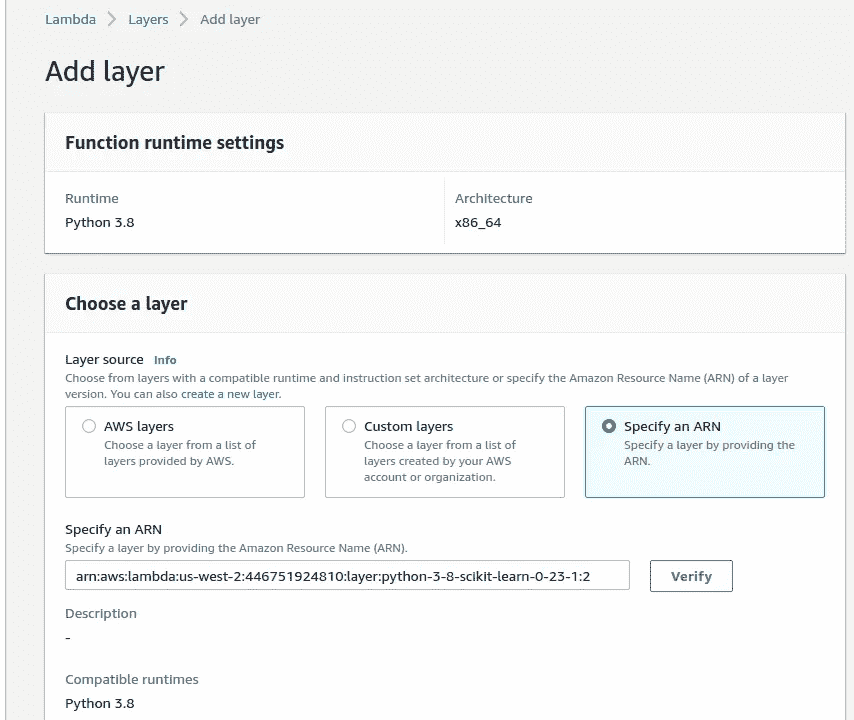 Lambda > Layers > Add layer
Add layer
Function runtime settings
Runtime
Python 3.8
Architecture
x86_64
Choose a layer
Layer source Info
Choose from layers with a compatible runtime and instruction set architecture or specify the Amazon Resource Name (ARN) of a layer
version. You can also create a new layer.
AWS layers
Choose a layer from a list of
layers provided by AWS.
Custom layers
Choose a layer from a list of
layers created by your AWS
account or organization.
Specify an ARN
Specify a layer by providing the
ARN.
Specify an ARN
Specify a layer by providing the Amazon Resource Name (ARN).
arn:aws:lambda:us-west-2:446751924810:layer:python-3-8-scikit-learn-0-23-1:2
Verify
Description
-
Compatible runtimes
Python 3.8